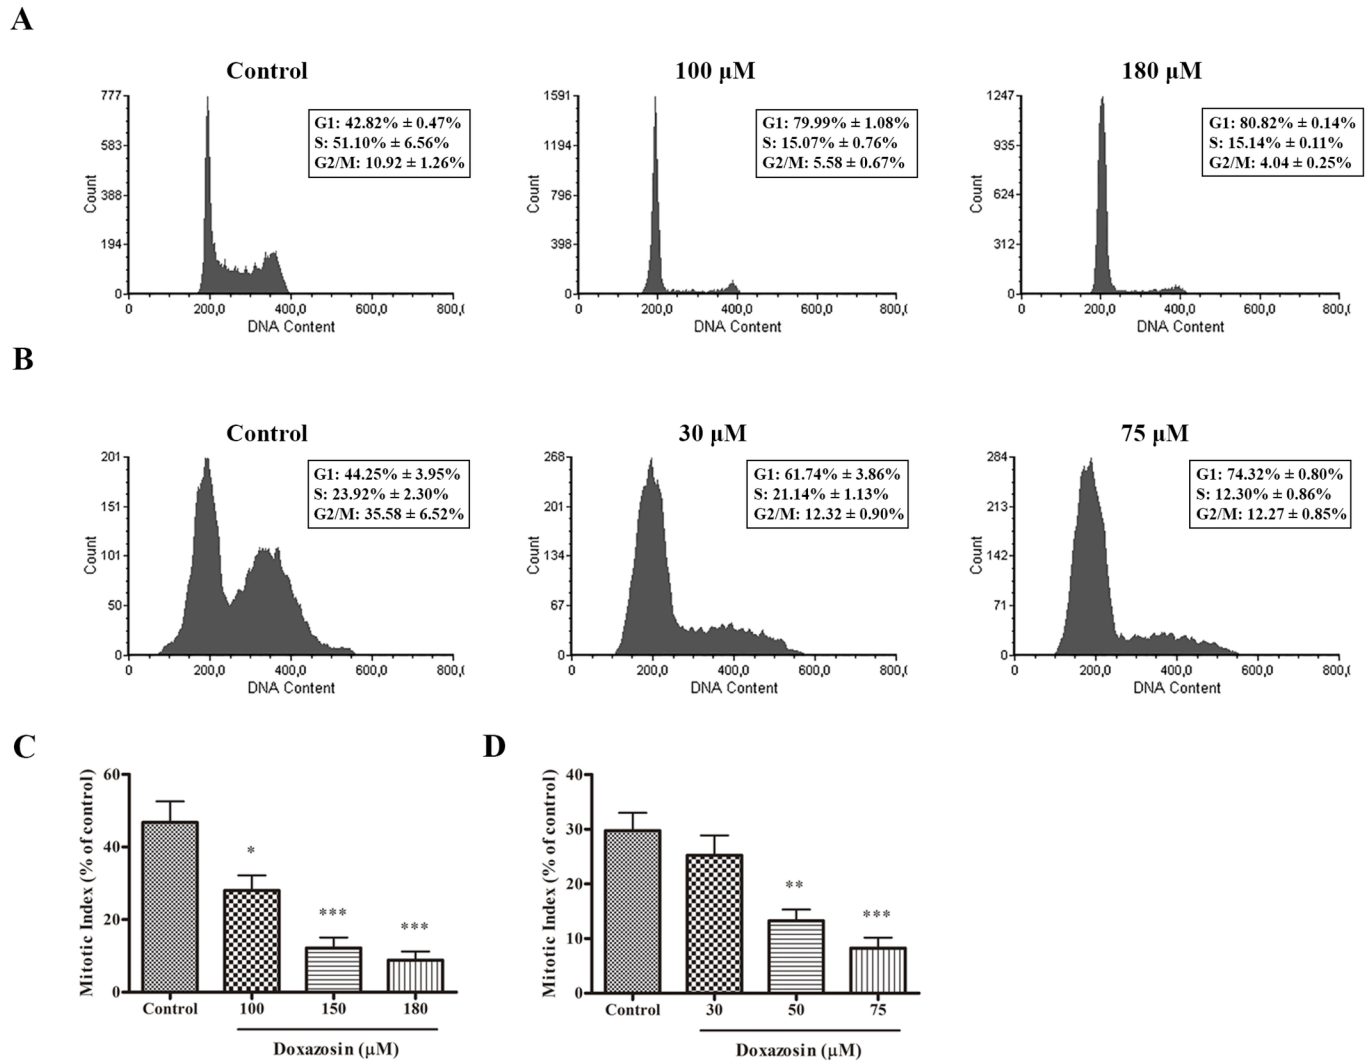 A
Control
100 μM
180 μM
777
583
388
194
0
Count
G1: 42.82% ± 0.47%
S: 51.10% ± 6.56%
G2/M: 10.92 ± 1.26%
0 200,0 400,0 600,0 800,(
DNA Content
1591
1194
796
398
0
Count
G1: 79.99% ± 1.08%
S: 15.07% ± 0.76%
G2/M: 5.58 ± 0.67%
0 200,0 400,0 600,0 800,(
DNA Content
1247
935
624
312
0
Count
G1: 80.82% ± 0.14%
S: 15.14% ± 0.11%
G2/M: 4.04 ± 0.25%
0 200,0 400,0 600,0 800,(
DNA Content
B
Control
30 μM
75 μM
201
151
101
50
0
Count
G1: 44.25% ± 3.95%
S: 23.92% ± 2.30%
G2/M: 35.58 ± 6.52%
0 200,0 400,0 600,0 800,(
DNA Content
268
201
134
67
0
Count
G1: 61.74% ± 3.86%
S: 21.14% ± 1.13%
G2/M: 12.32 ± 0.90%
0 200,0 400,0 600,0 800,(
DNA Content
284
213
142
71
0
Count
G1: 74.32% ± 0.80%
S: 12.30% ± 0.86%
G2/M: 12.27 ± 0.85%
0 200,0 400,0 600,0 800,(
DNA Content
C
Mitotic Index (% of control)
60
40
20
0
*
***
***
Control 100 150 180
Doxazosin (μM)
D
Mitotic Index (% of control)
40
30
20
10
0
**
***
Control 30 50 75
Doxazosin (μM)